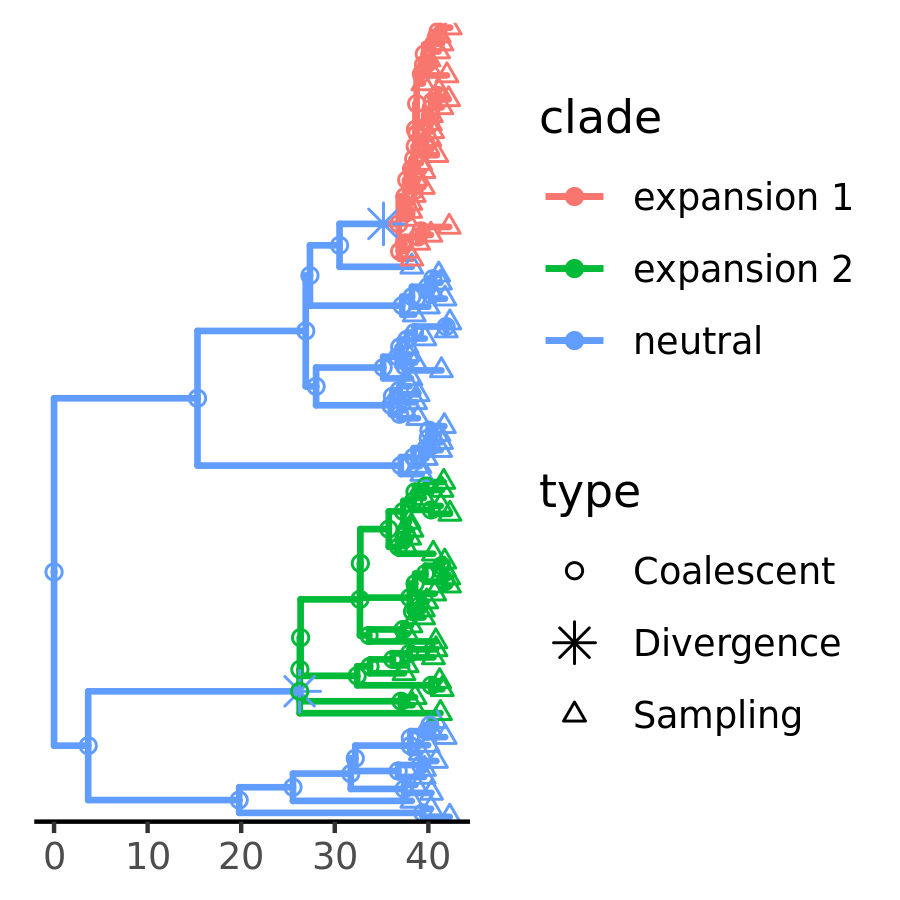 clade
expansion 1
expansion 2
neutral
type
Coalescent
Divergence
Sampling
0 10 20 30 40